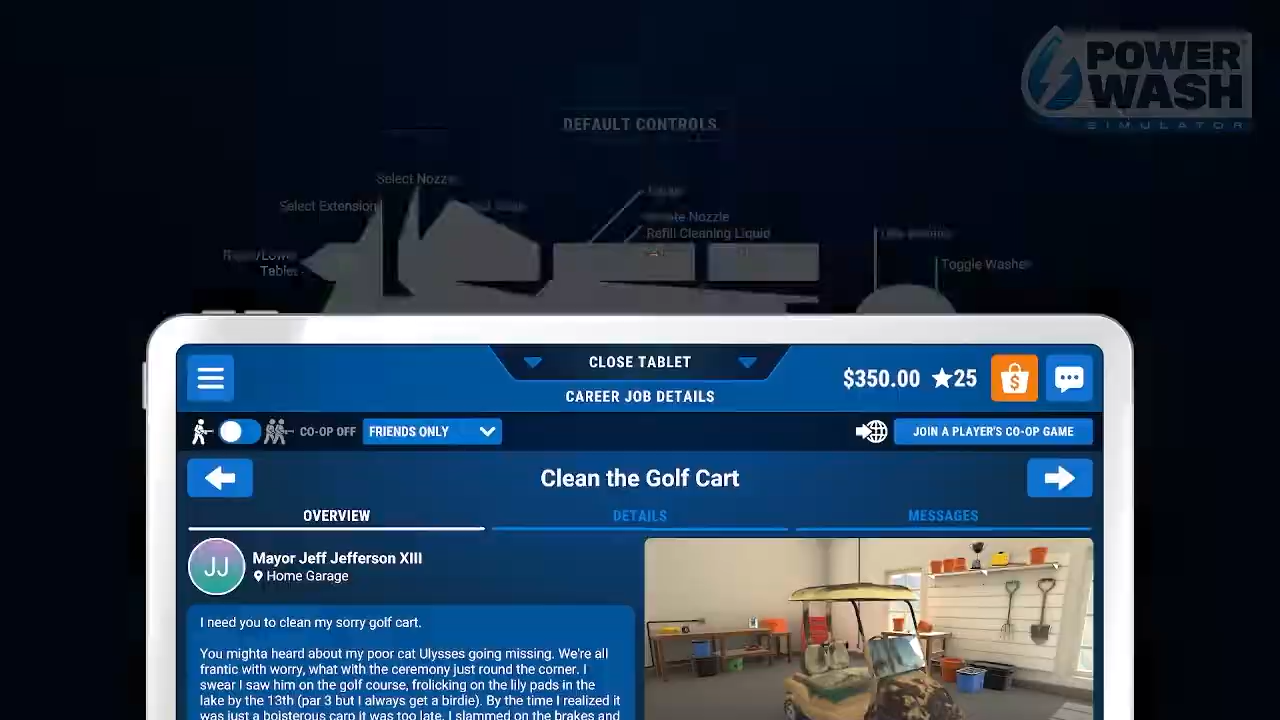 POWER
WASH
SIMULATOR
DEFAULT CONTROLS
Select Nozzle
Select Extension
Nozzle
Refill Cleaning Liquid
Tablet
Toggle Washer
CLOSE TABLET
$350.00 ★25
CAREER JOB DETAILS
CO-OP OFF
FRIENDS ONLY
JOIN A PLAYER'S CO-OP GAME
Clean the Golf Cart
OVERVIEW
DETAILS
MESSAGES
JJ
Mayor Jeff Jefferson XIII
Home Garage
I need you to clean my sorry golf cart.
You mighta heard about my poor cat Ulysses going missing. We're all
frantic with worry, what with the ceremony just round the corner. I
swear I saw him on the golf course, frolicking on the lily pads in the
lake by the 13th (par 3 but I always get a birdie). By the time I realized it
was just a boisterous carp it was too late. I slammed on the brakes and